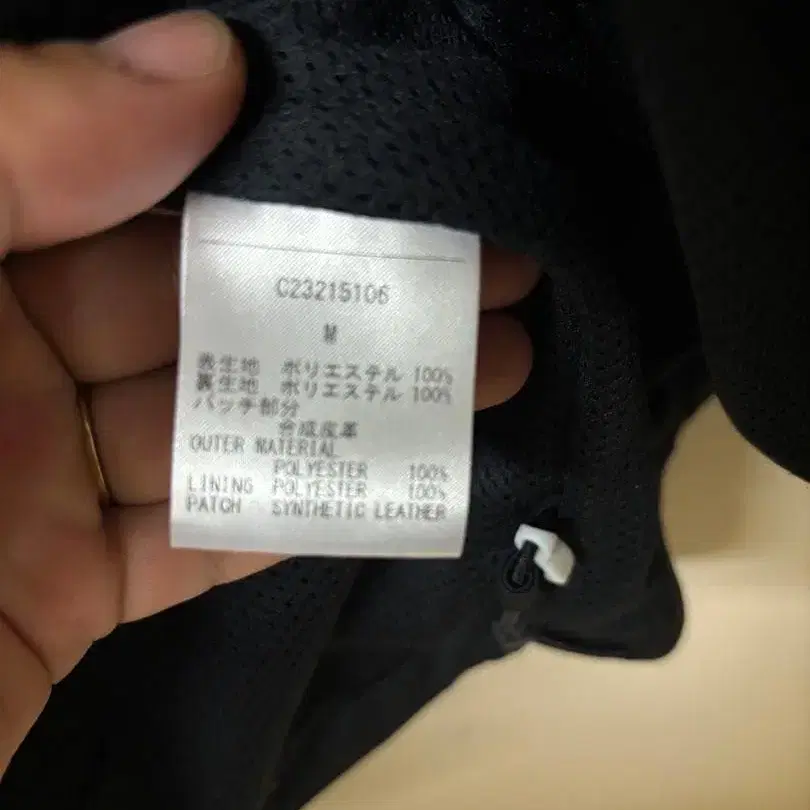 C23215106
M
表生地 ポリエステル 100%
裏生地 ポリエステル 100%
パッチ部分
合成皮革
OUTER MATERIAL
POLYESTER 100%
LINING POLYESTER 100%
PATCH SYNTHETIC LEATHER